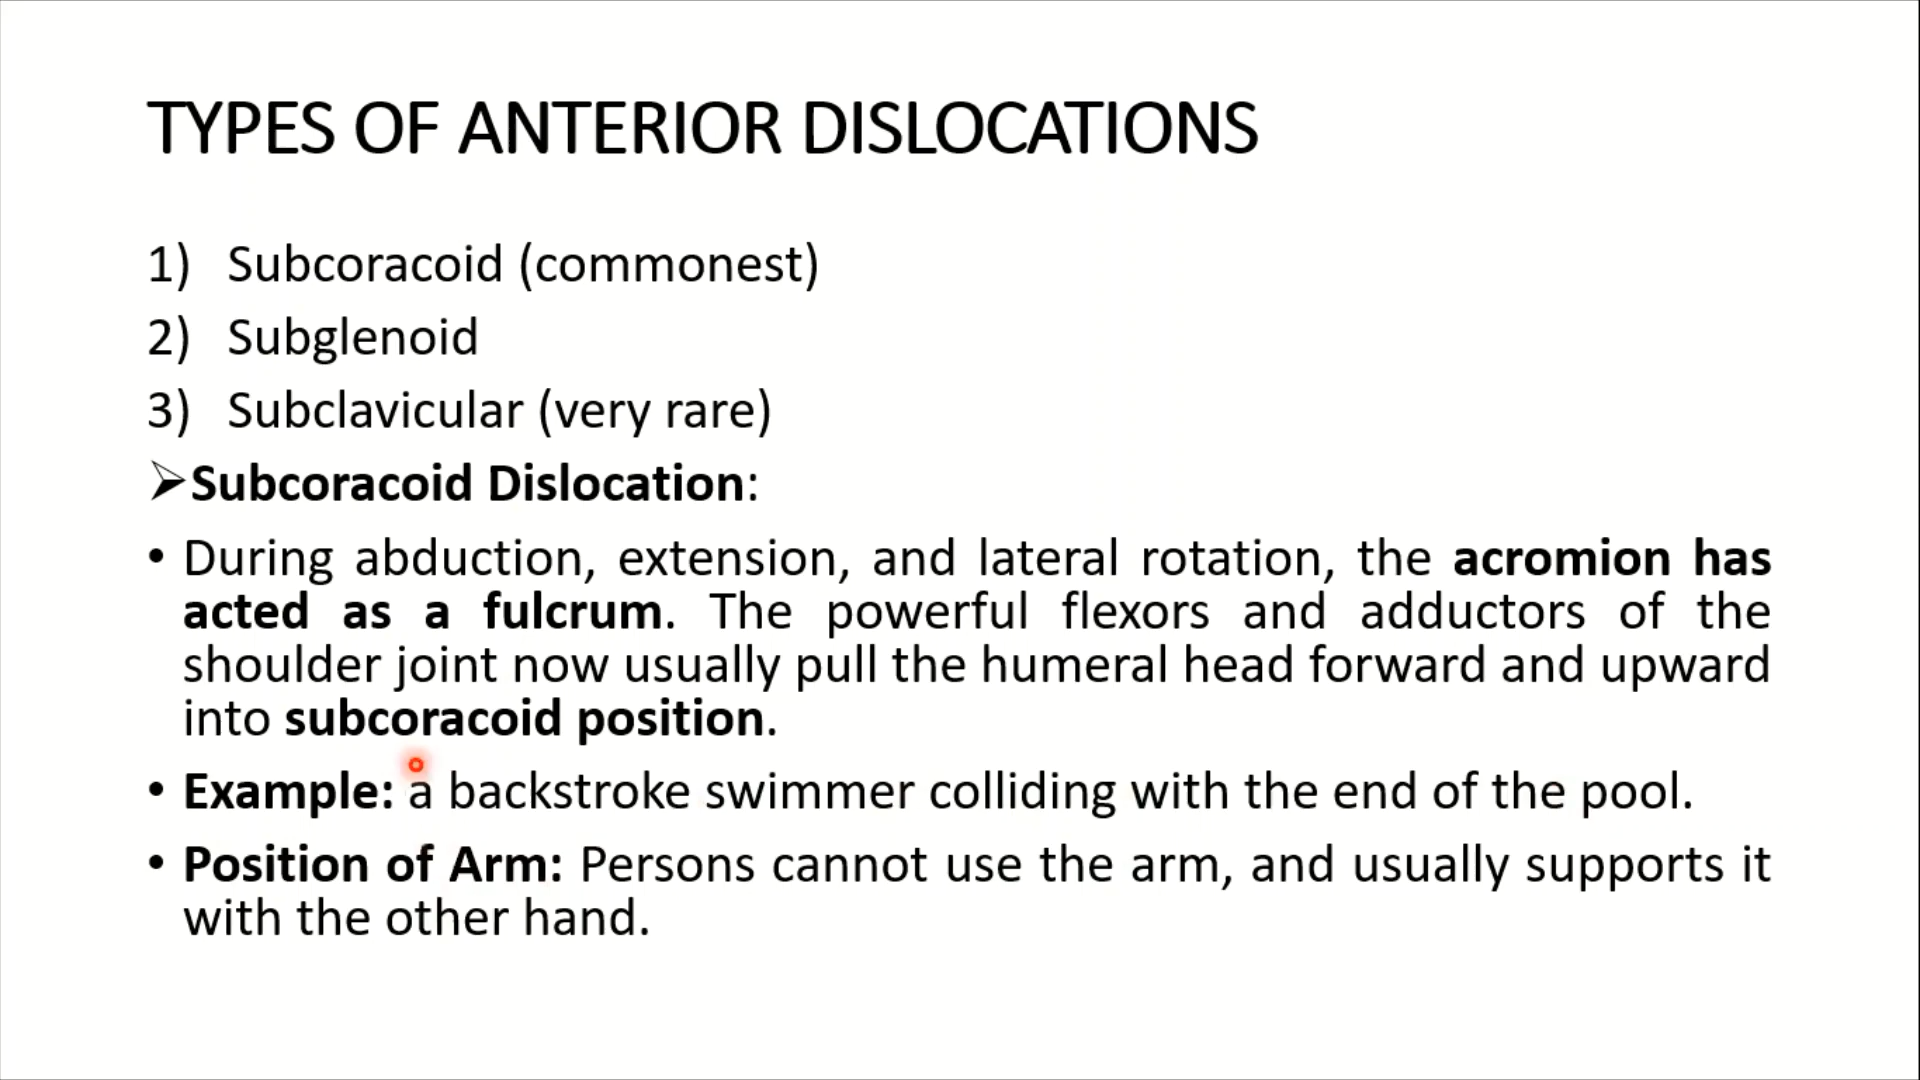 TYPES OF ANTERIOR DISLOCATIONS
1) Subcoracoid (commonest)
2) Subglenoid
3) Subclavicular (very rare)
➢Subcoracoid Dislocation:
• During abduction, extension, and lateral rotation, the acromion has
acted as a fulcrum. The powerful flexors and adductors of the
shoulder joint now usually pull the humeral head forward and upward
into subcoracoid position.
• Example: a backstroke swimmer colliding with the end of the pool.
• Position of Arm: Persons cannot use the arm, and usually supports it
with the other hand.